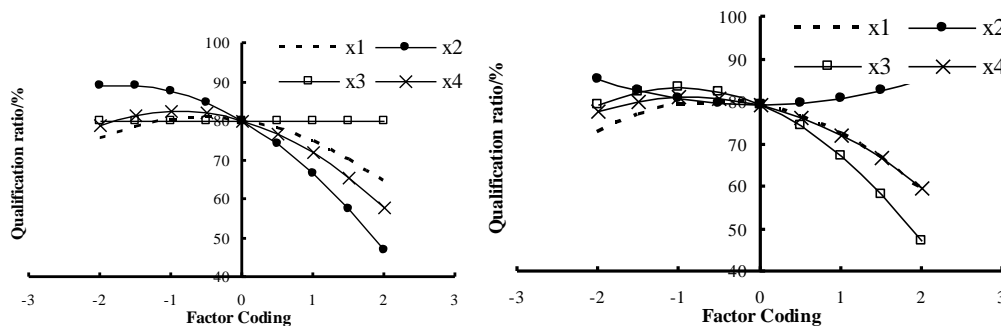 100
x1
x2
90
x3
x4
80
70
60
50
40
Qualification ratio/%
-3
-2
-1
0
1
2
3
Factor Coding
100
x1
x2
90
x3
x4
80
70
60
50
40
Qualification ratio/%
-3
-2
-1
0
1
2
3
Factor Coding